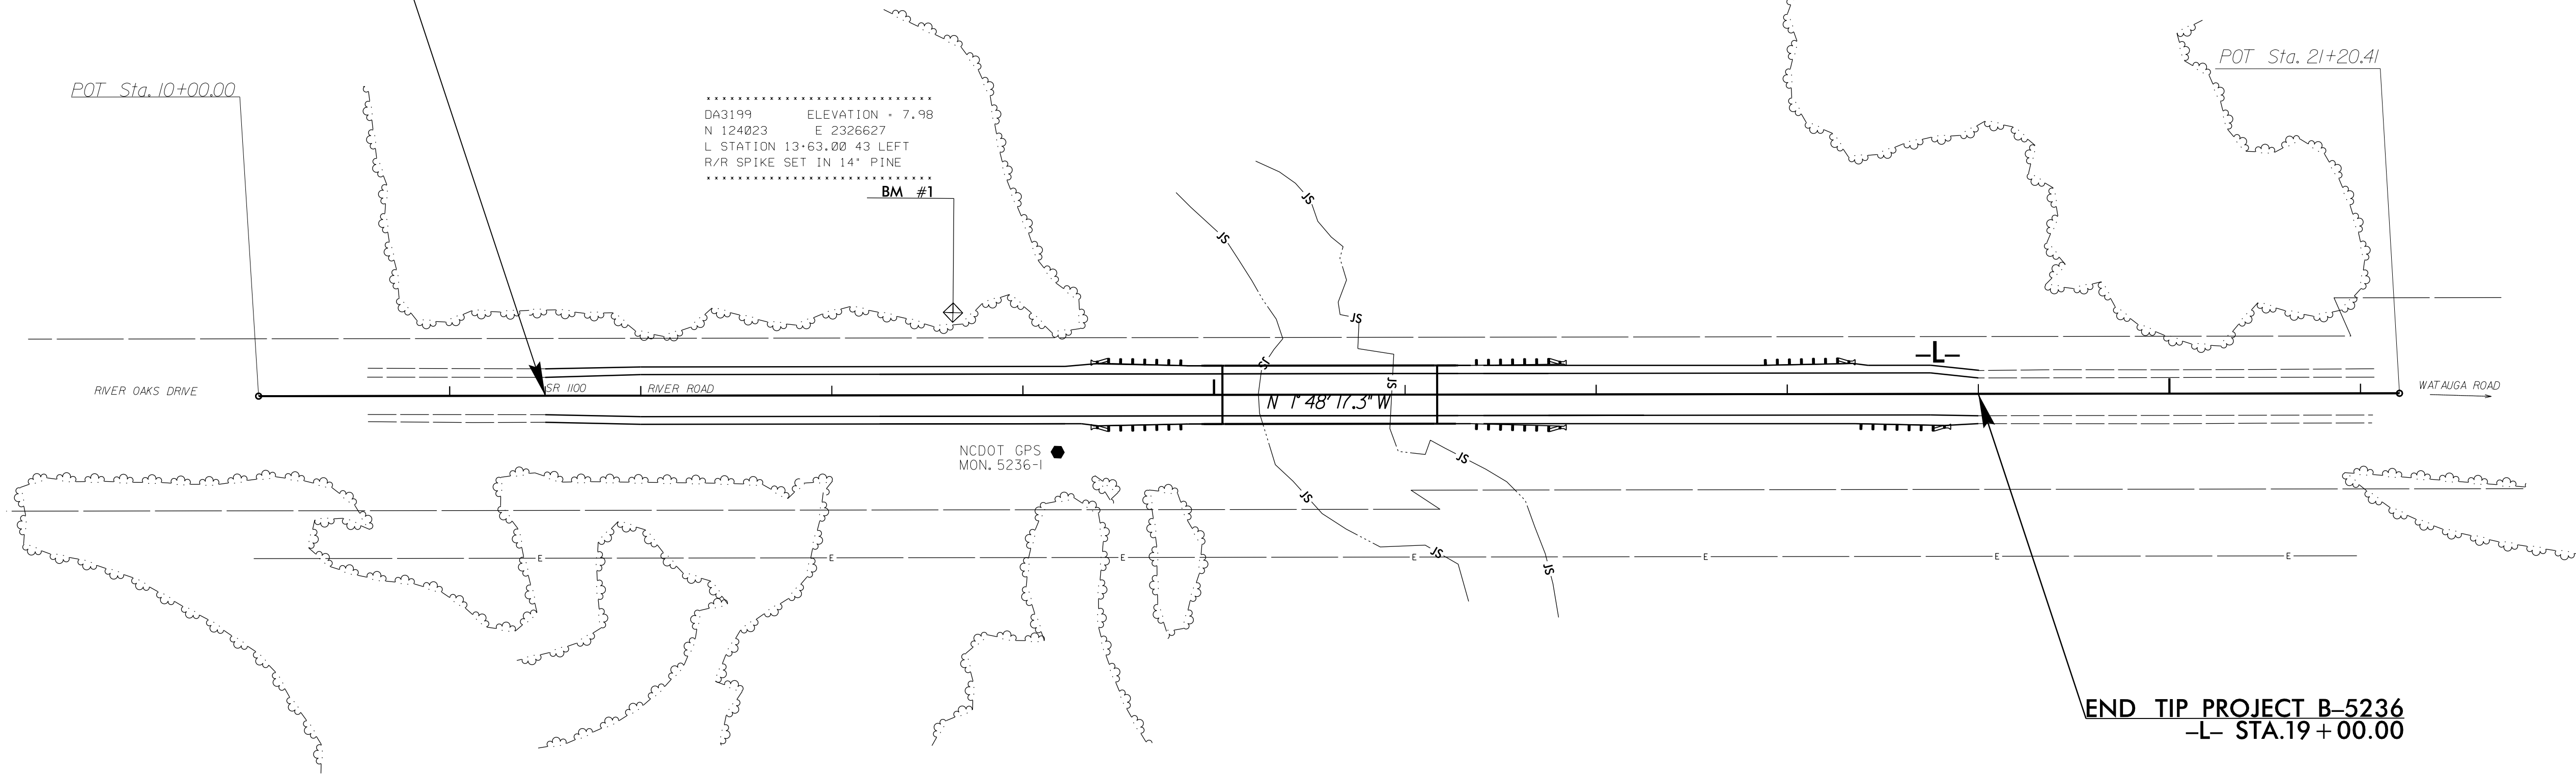 POT Sta. 10+00.00
POT Sta. 21+20.41
* * * * * * * * * * * * * * * * * * * * * * * * * * * * *
DA3199 ELEVATION = 7.98
N 124023 E 2326627
L STATION 13+63.00 43 LEFT
R/R SPIKE SET IN 14" PINE
* * * * * * * * * * * * * * * * * * * * * * * * * * * * *
BM #1
JS
JS
JS
JS
JS
–L–
RIVER OAKS DRIVE
SR 1100
RIVER ROAD
N 1° 48' 17.3" W
WATAUGA ROAD
NCDOT GPS
MON. 5236-1
JS
JS
JS
JS
E
E
E
E
E
E
E
END TIP PROJECT B–5236
–L– STA.19+00.00